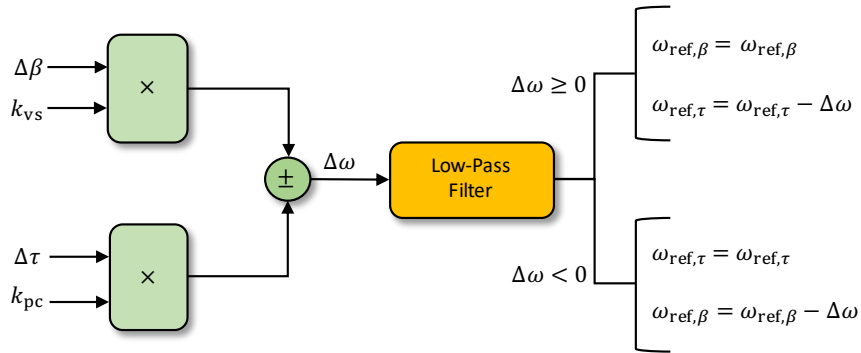 Δβ
k_vs
×
Δτ
k_pc
×
±
Δω
Low-Pass
Filter
Δω ≥ 0
ω_ref,β = ω_ref,β
ω_ref,τ = ω_ref,τ − Δω
Δω < 0
ω_ref,τ = ω_ref,τ
ω_ref,β = ω_ref,β − Δω